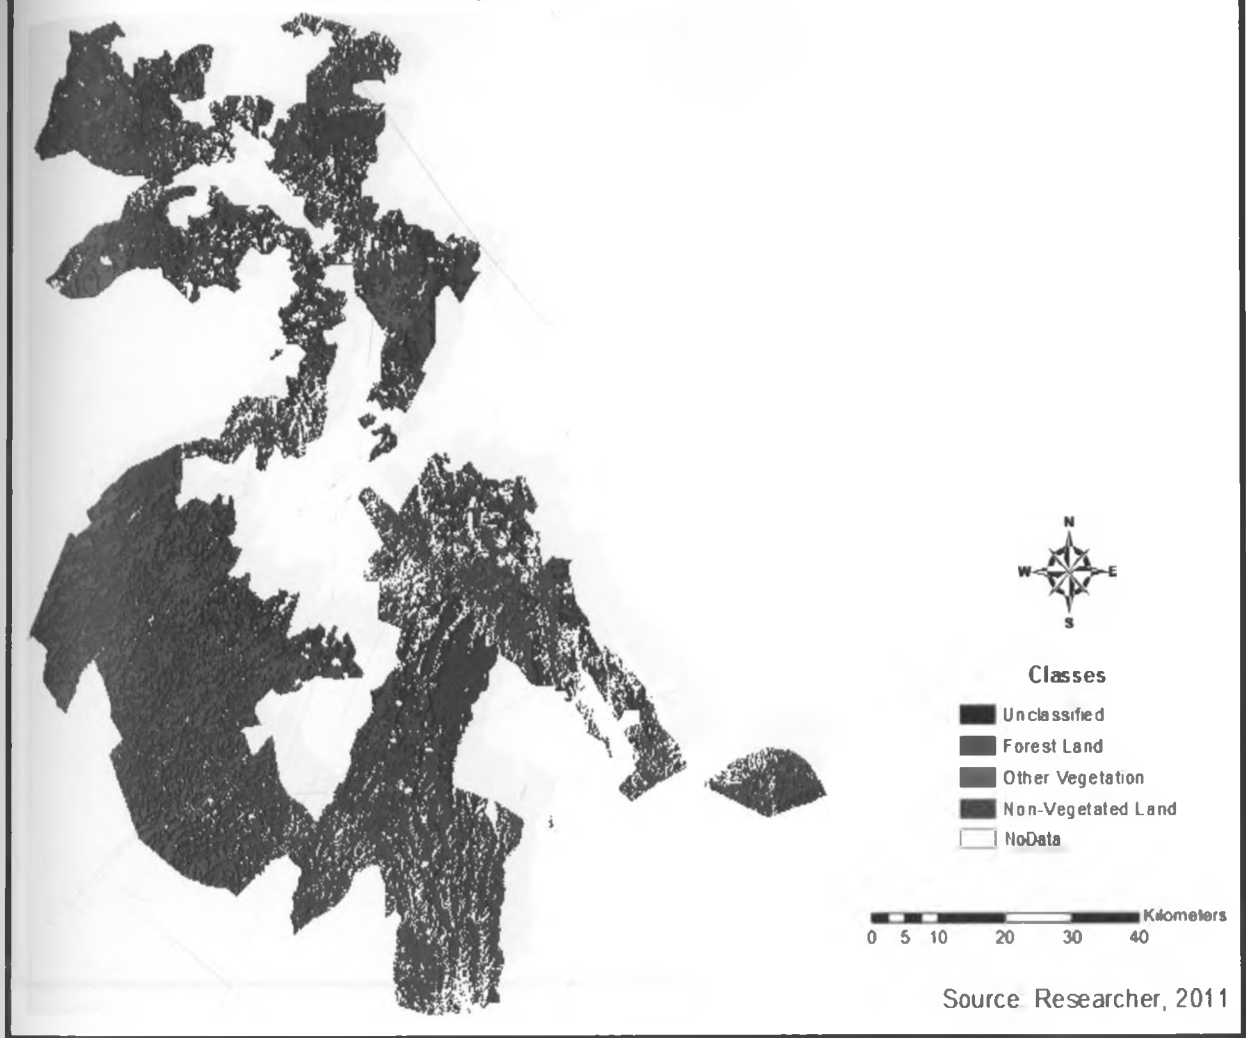 N
W E
S
Classes
Unclassified
Forest Land
Other Vegetation
Non-Vegetated Land
NoData
Kilometers
0 5 10 20 30 40
Source Researcher, 2011